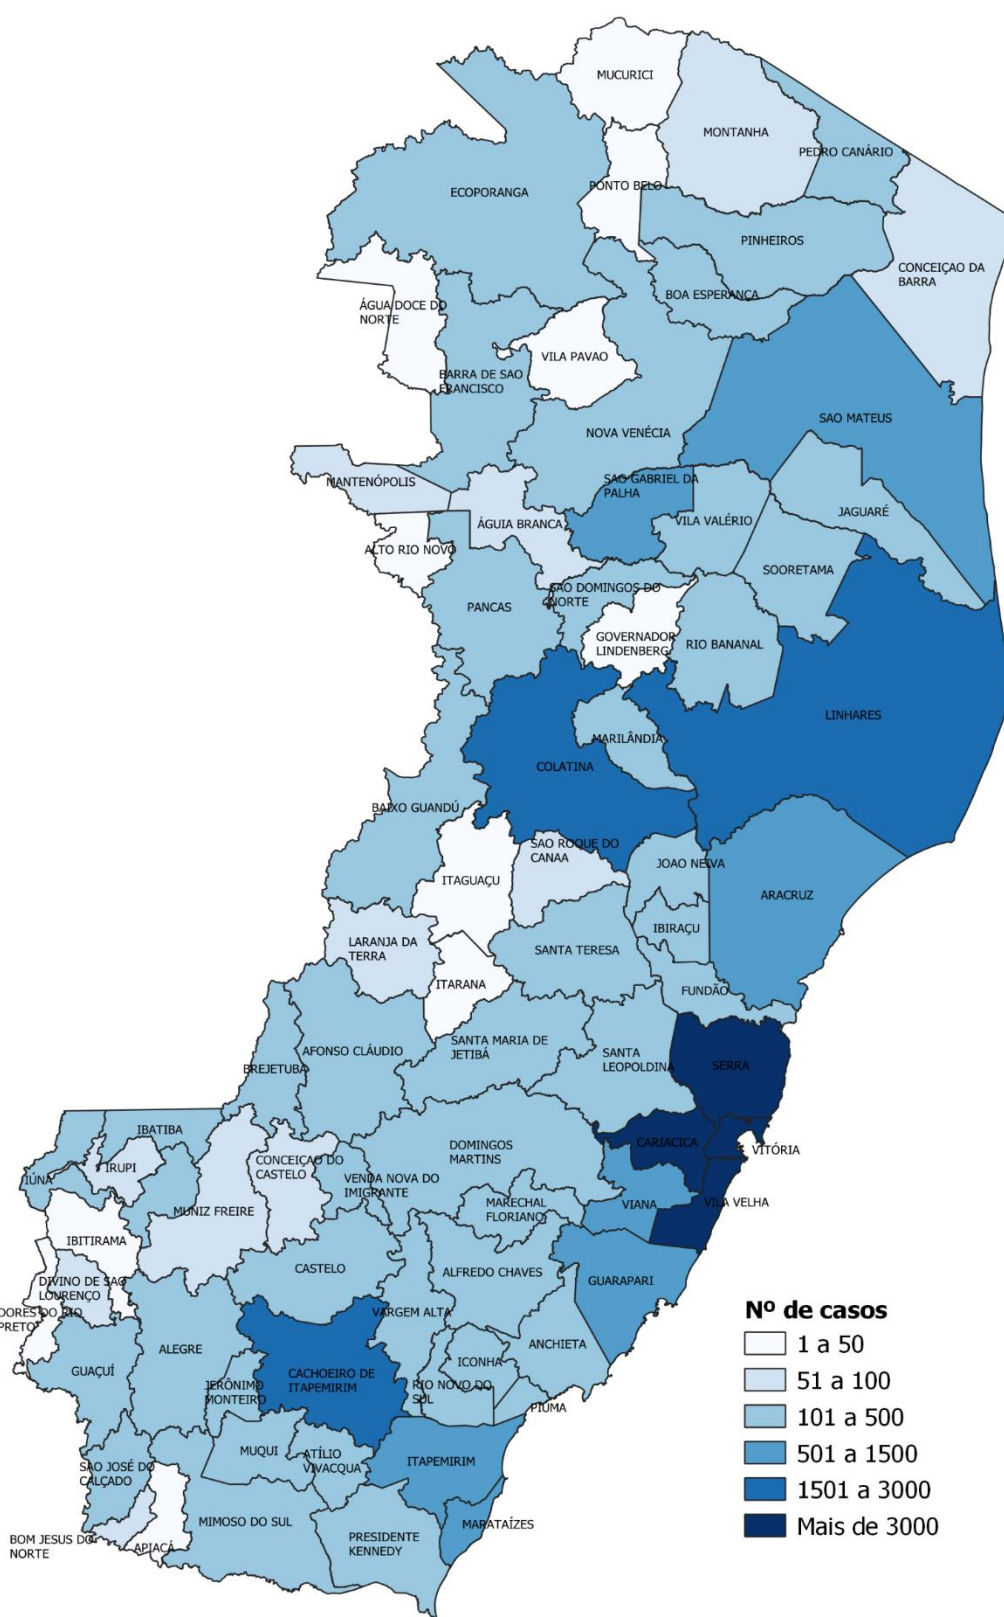 MUCURICI
MONTANHA
PEDRO CANÁRIO
ECOPORANGA
PONTO BELO
PINHEIROS
CONCEIÇAO DA
BARRA
BOA ESPERANÇA
ÁGUA DOCE DO
NORTE
VILA PAVAO
BARRA DE SAO
FRANCISCO
SAO MATEUS
NOVA VENÉCIA
MANTENÓPOLIS
SAO GABRIEL DA
PALHA
JAGUARÉ
ÁGUIA BRANCA
VILA VALÉRIO
ALTO RIO NOVO
SOORETAMA
SAO DOMINGOS DO
NORTE
PANCAS
GOVERNADOR
LINDENBERG
RIO BANANAL
LINHARES
MARILÂNDIA
COLATINA
BAIXO GUANDÚ
SAO ROQUE DO
CANAA
JOAO NEIVA
ITAGUAÇU
ARACRUZ
IBIRAÇU
LARANJA DA
TERRA
SANTA TERESA
ITARANA
FUNDÃO
SANTA MARIA DE
JETIBÁ
AFONSO CLÁUDIO
SANTA
LEOPOLDINA
BREJETUBA
SERRA
IBATIBA
CARIACICA
VITÓRIA
DOMINGOS
MARTINS
IRUPI
CONCEIÇAO DO
CASTELO
IÚNA
VENDA NOVA DO
IMIGRANTE
MARECHAL
FLORIANO
VIANA
VILA VELHA
MUNIZ FREIRE
IBITIRAMA
CASTELO
ALFREDO CHAVES
GUARAPARI
DIVINO DE SAO
LOURENÇO
DORES DO RIO
PRETO
VARGEM ALTA
ANCHIETA
ALEGRE
ICONHA
GUAÇUÍ
CACHOEIRO DE
ITAPEMIRIM
JERÔNIMO
MONTEIRO
RIO NOVO DO
SUL
PIÚMA
MUQUI
ATÍLIO
VIVACQUA
ITAPEMIRIM
SAO JOSÉ DO
CALÇADO
MIMOSO DO SUL
MARATAÍZES
BOM JESUS DO
NORTE
APIACÁ
PRESIDENTE
KENNEDY
Nº de casos
1 a 50
51 a 100
101 a 500
501 a 1500
1501 a 3000
Mais de 3000